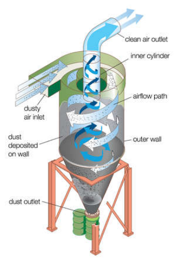 clean air outlet
inner cylinder
dusty
air inlet
airflow path
dust
deposited
on wall
outer wall
dust outlet